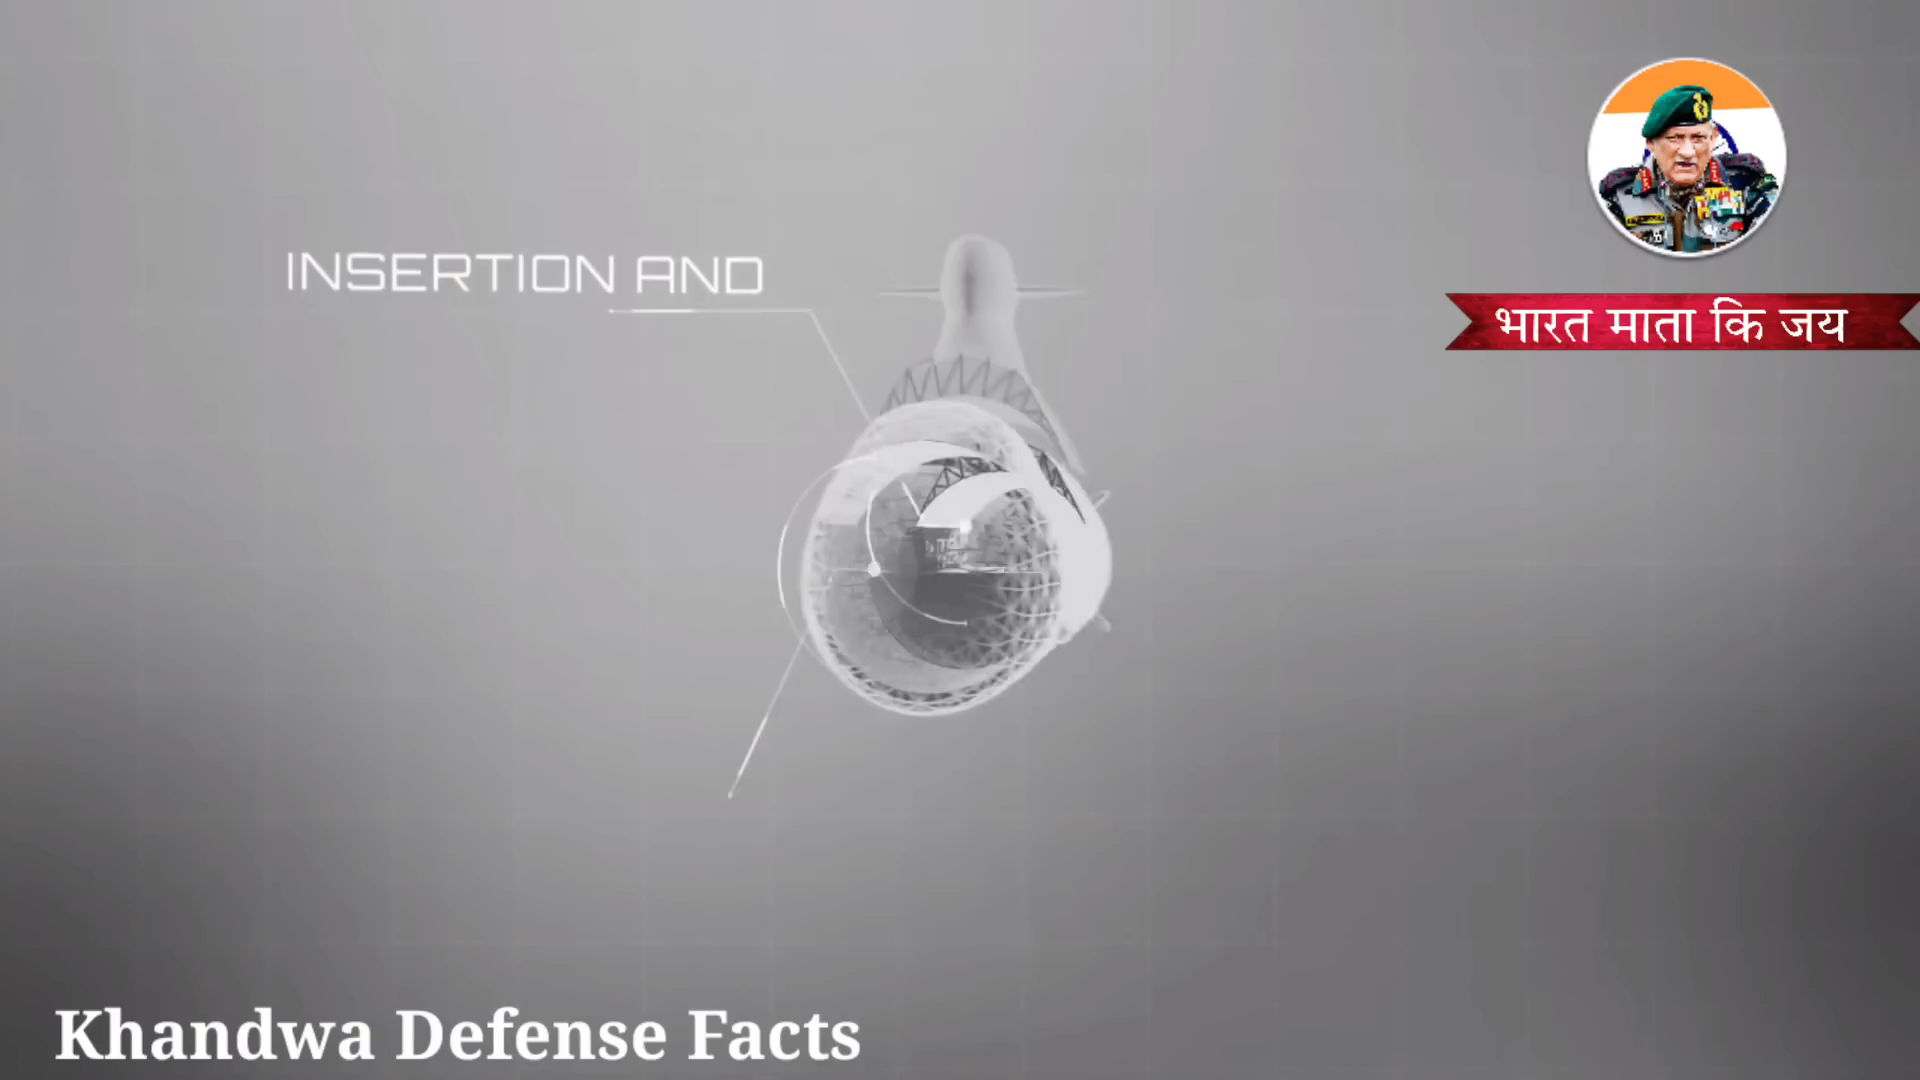 INSERTION AND
भारत माता कि जय
Khandwa Defense Facts